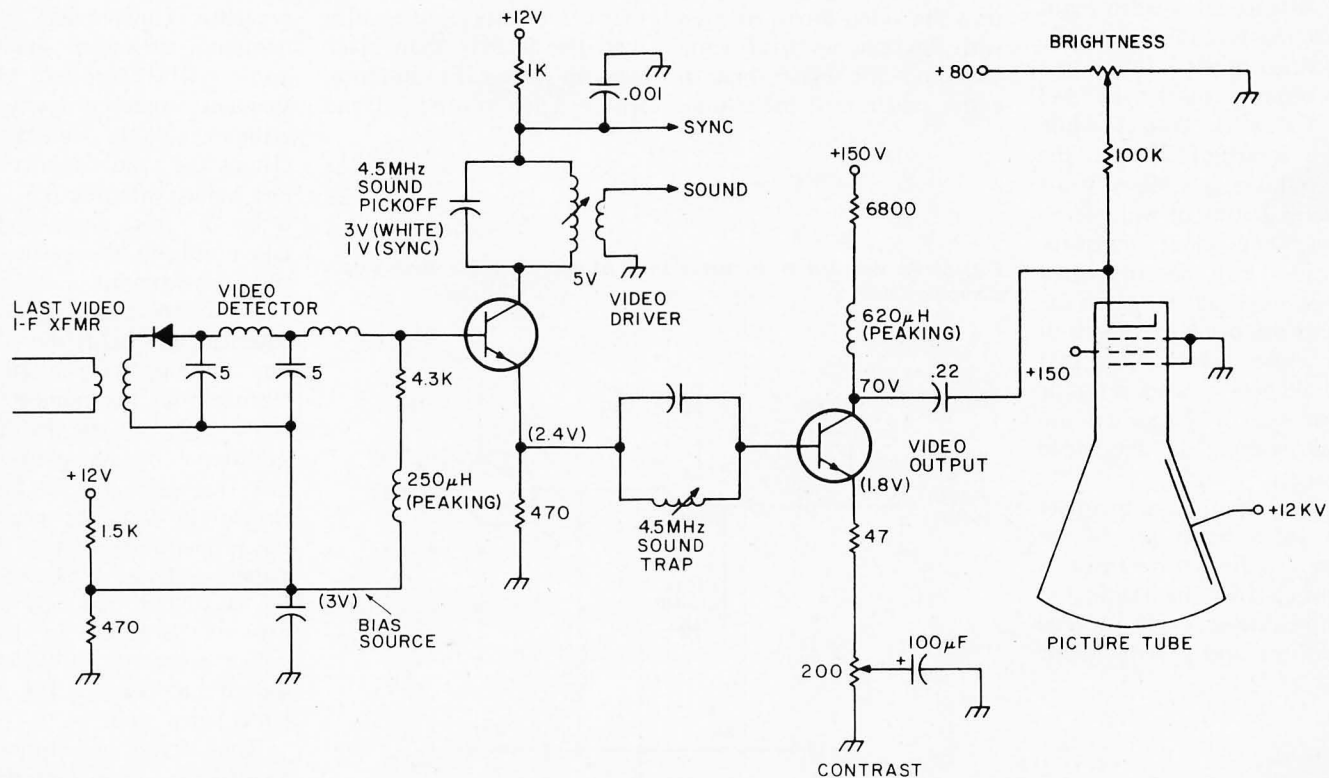 +12V
1K
.001
SYNC
4.5MHz
SOUND
PICKOFF
3V (WHITE)
1V (SYNC)
SOUND
5V
VIDEO
DRIVER
BRIGHTNESS
+80
100K
+150V
6800
620μH
(PEAKING)
70V
.22
+150
VIDEO
OUTPUT
(1.8V)
47
+12KV
PICTURE TUBE
LAST VIDEO
I-F XFMR
VIDEO
DETECTOR
5
5
4.3K
250μH
(PEAKING)
(2.4V)
470
4.5MHz
SOUND
TRAP
+12V
1.5K
470
(3V)
BIAS
SOURCE
200
+
100μF
CONTRAST